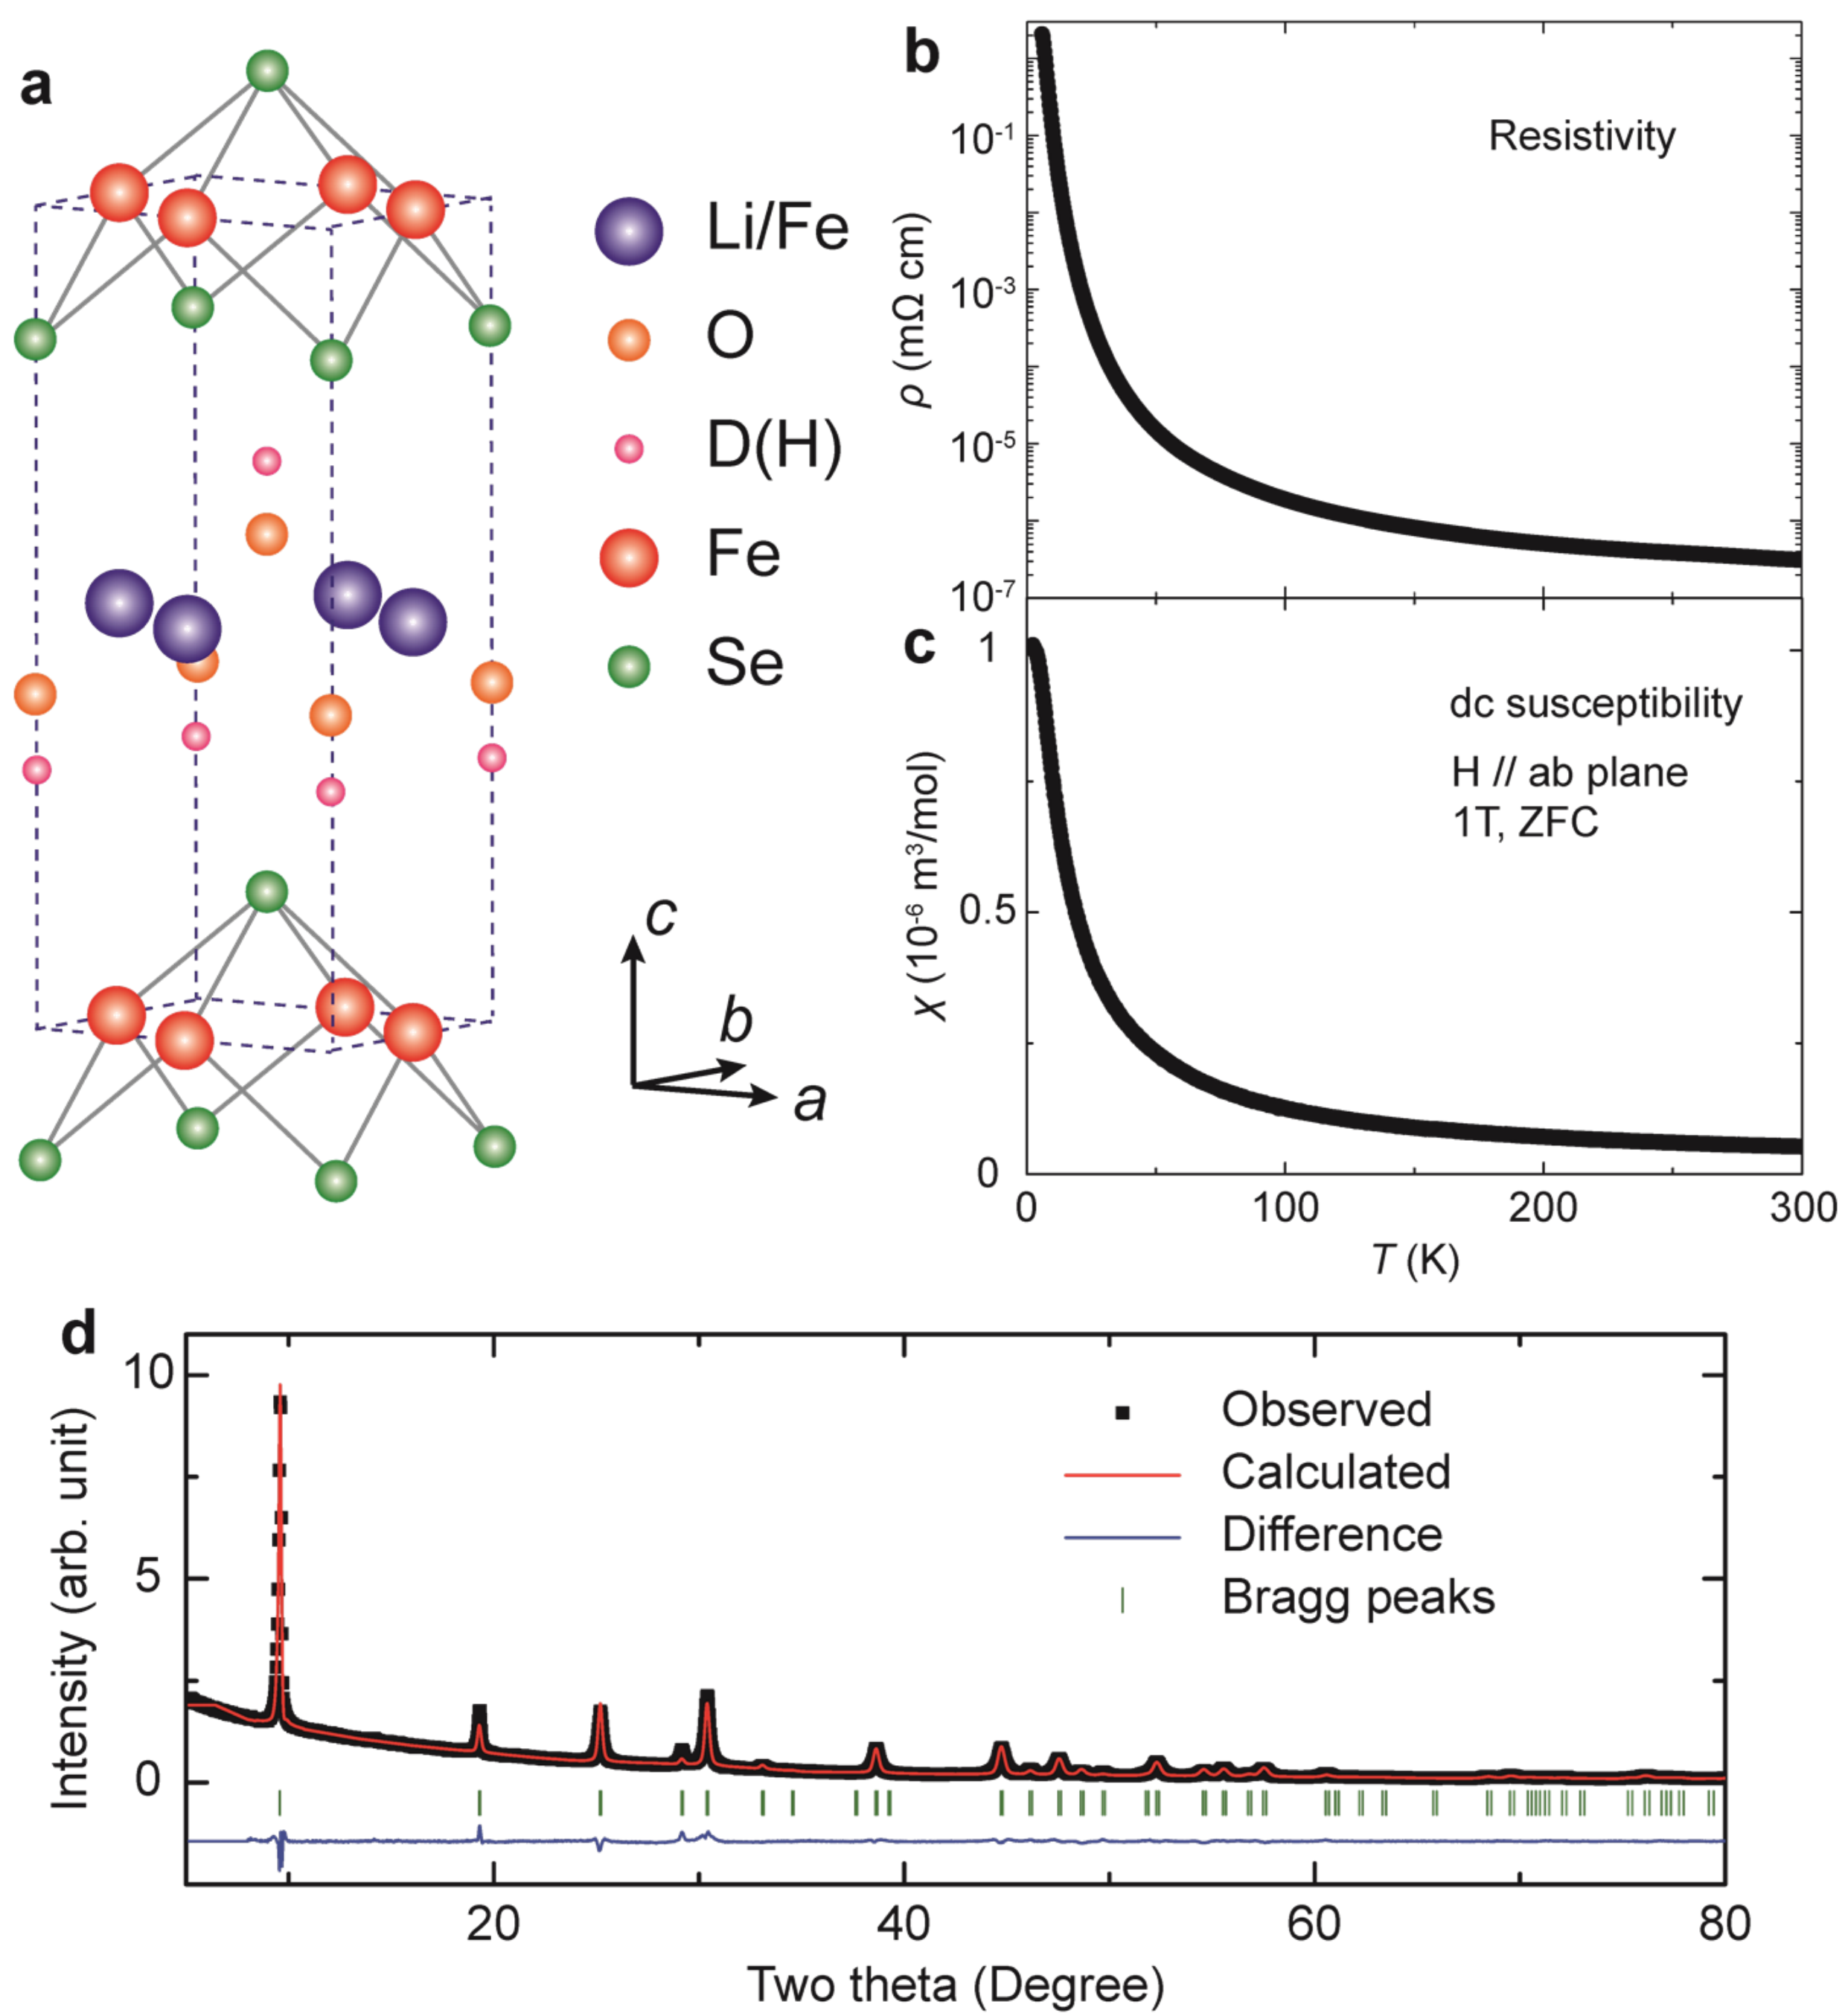 a
Li/Fe
O
D(H)
Fe
Se
c
b
a
b
Resistivity
ρ (mΩ cm)
10⁻¹
10⁻³
10⁻⁵
10⁻⁷
c
1
0.5
0
dc susceptibility
H // ab plane
1T, ZFC
χ (10⁻⁶ m³/mol)
0 100 200 300
T (K)
d
10
5
0
Intensity (arb. unit)
Observed
Calculated
Difference
Bragg peaks
20 40 60 80
Two theta (Degree)